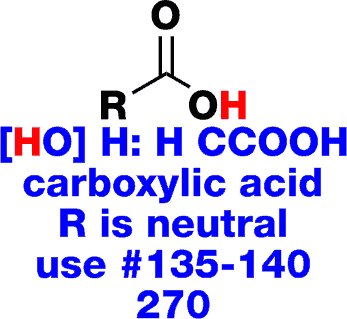 O
R OH
[HO] H: H CCOOH
carboxylic acid
R is neutral
use #135-140
270